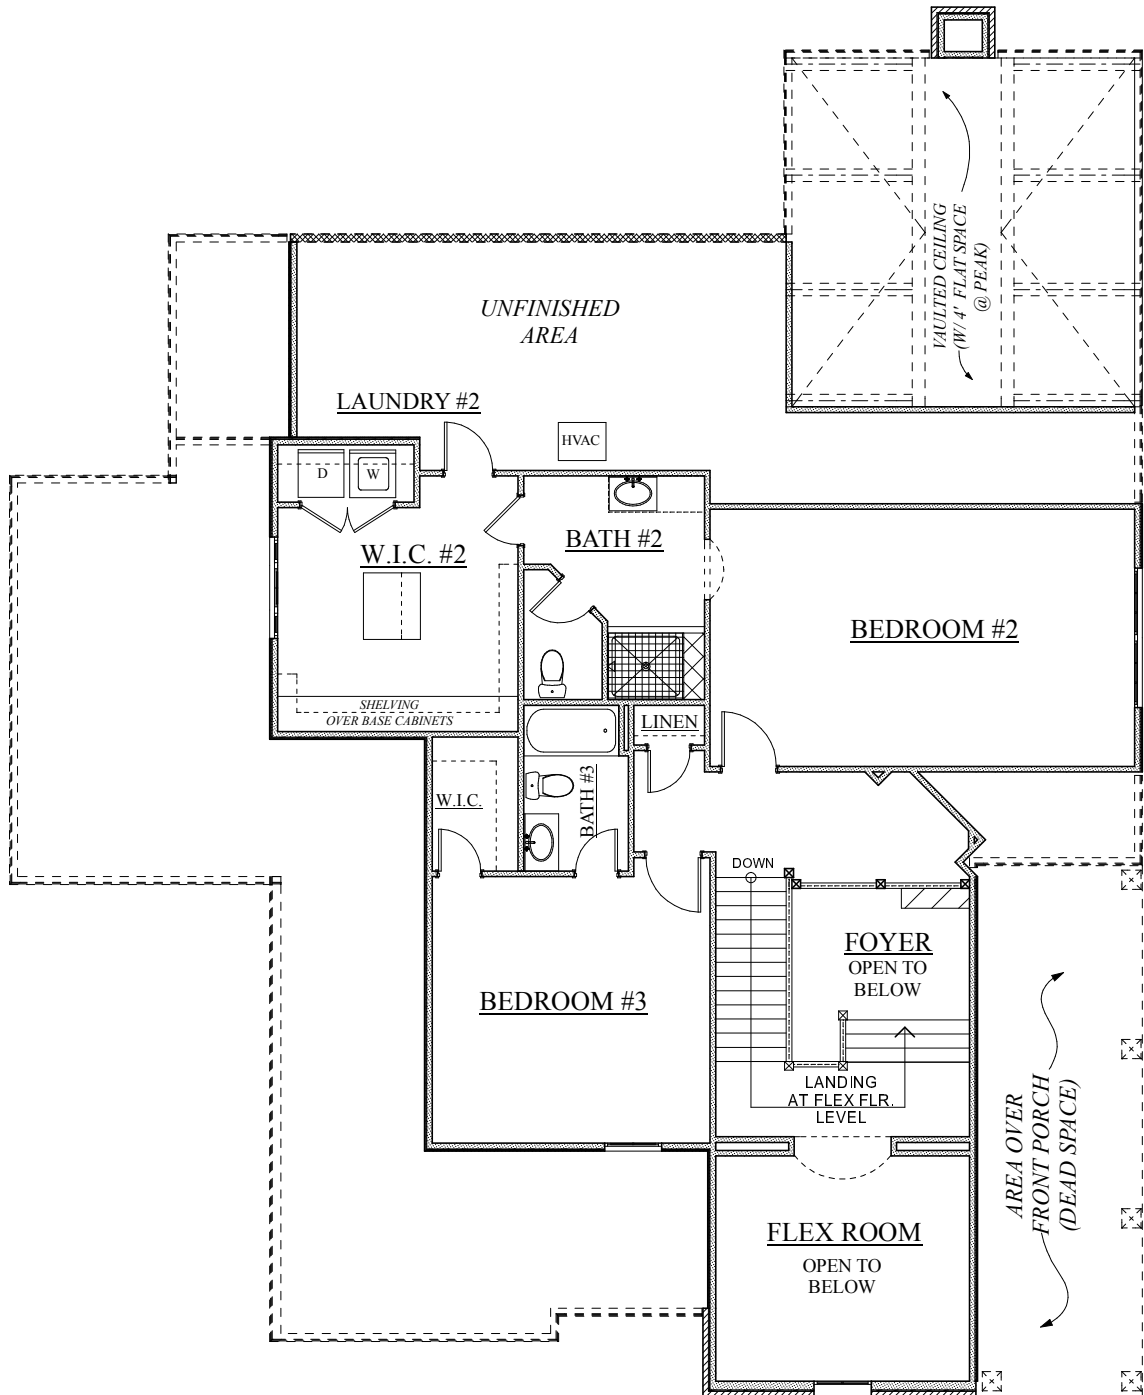 VAULTED CEILING
(W/ 4' FLAT SPACE
@ PEAK)
UNFINISHED
AREA
LAUNDRY #2
HVAC
D
W
W.I.C. #2
BATH #2
BEDROOM #2
SHELVING
OVER BASE CABINETS
LINEN
W.I.C.
BATH #3
DOWN
FOYER
OPEN TO
BELOW
BEDROOM #3
LANDING
AT FLEX FLR.
LEVEL
AREA OVER
FRONT PORCH
(DEAD SPACE)
FLEX ROOM
OPEN TO
BELOW